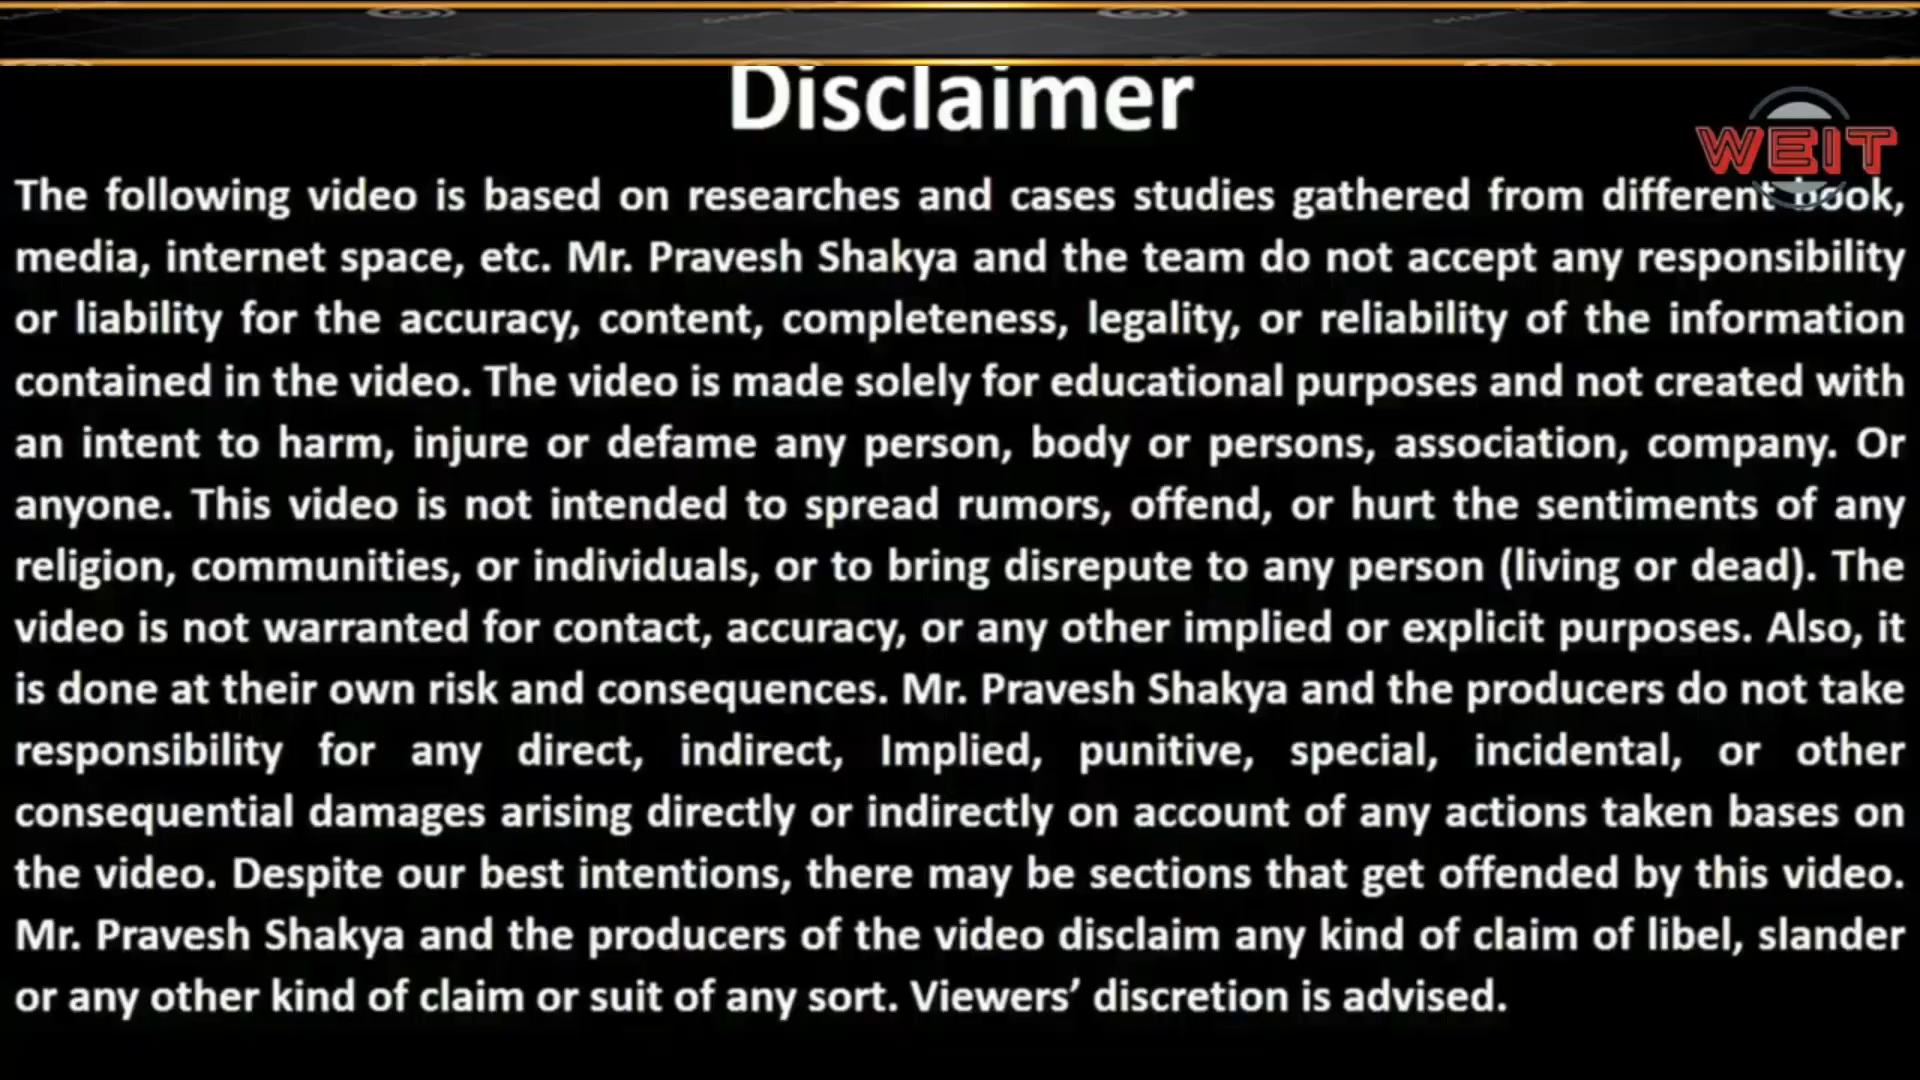 Disclaimer
WEIT
The following video is based on researches and cases studies gathered from different book,
media, internet space, etc. Mr. Pravesh Shakya and the team do not accept any responsibility
or liability for the accuracy, content, completeness, legality, or reliability of the information
contained in the video. The video is made solely for educational purposes and not created with
an intent to harm, injure or defame any person, body or persons, association, company. Or
anyone. This video is not intended to spread rumors, offend, or hurt the sentiments of any
religion, communities, or individuals, or to bring disrepute to any person (living or dead). The
video is not warranted for contact, accuracy, or any other implied or explicit purposes. Also, it
is done at their own risk and consequences. Mr. Pravesh Shakya and the producers do not take
responsibility for any direct, indirect, Implied, punitive, special, incidental, or other
consequential damages arising directly or indirectly on account of any actions taken bases on
the video. Despite our best intentions, there may be sections that get offended by this video.
Mr. Pravesh Shakya and the producers of the video disclaim any kind of claim of libel, slander
or any other kind of claim or suit of any sort. Viewers’ discretion is advised.